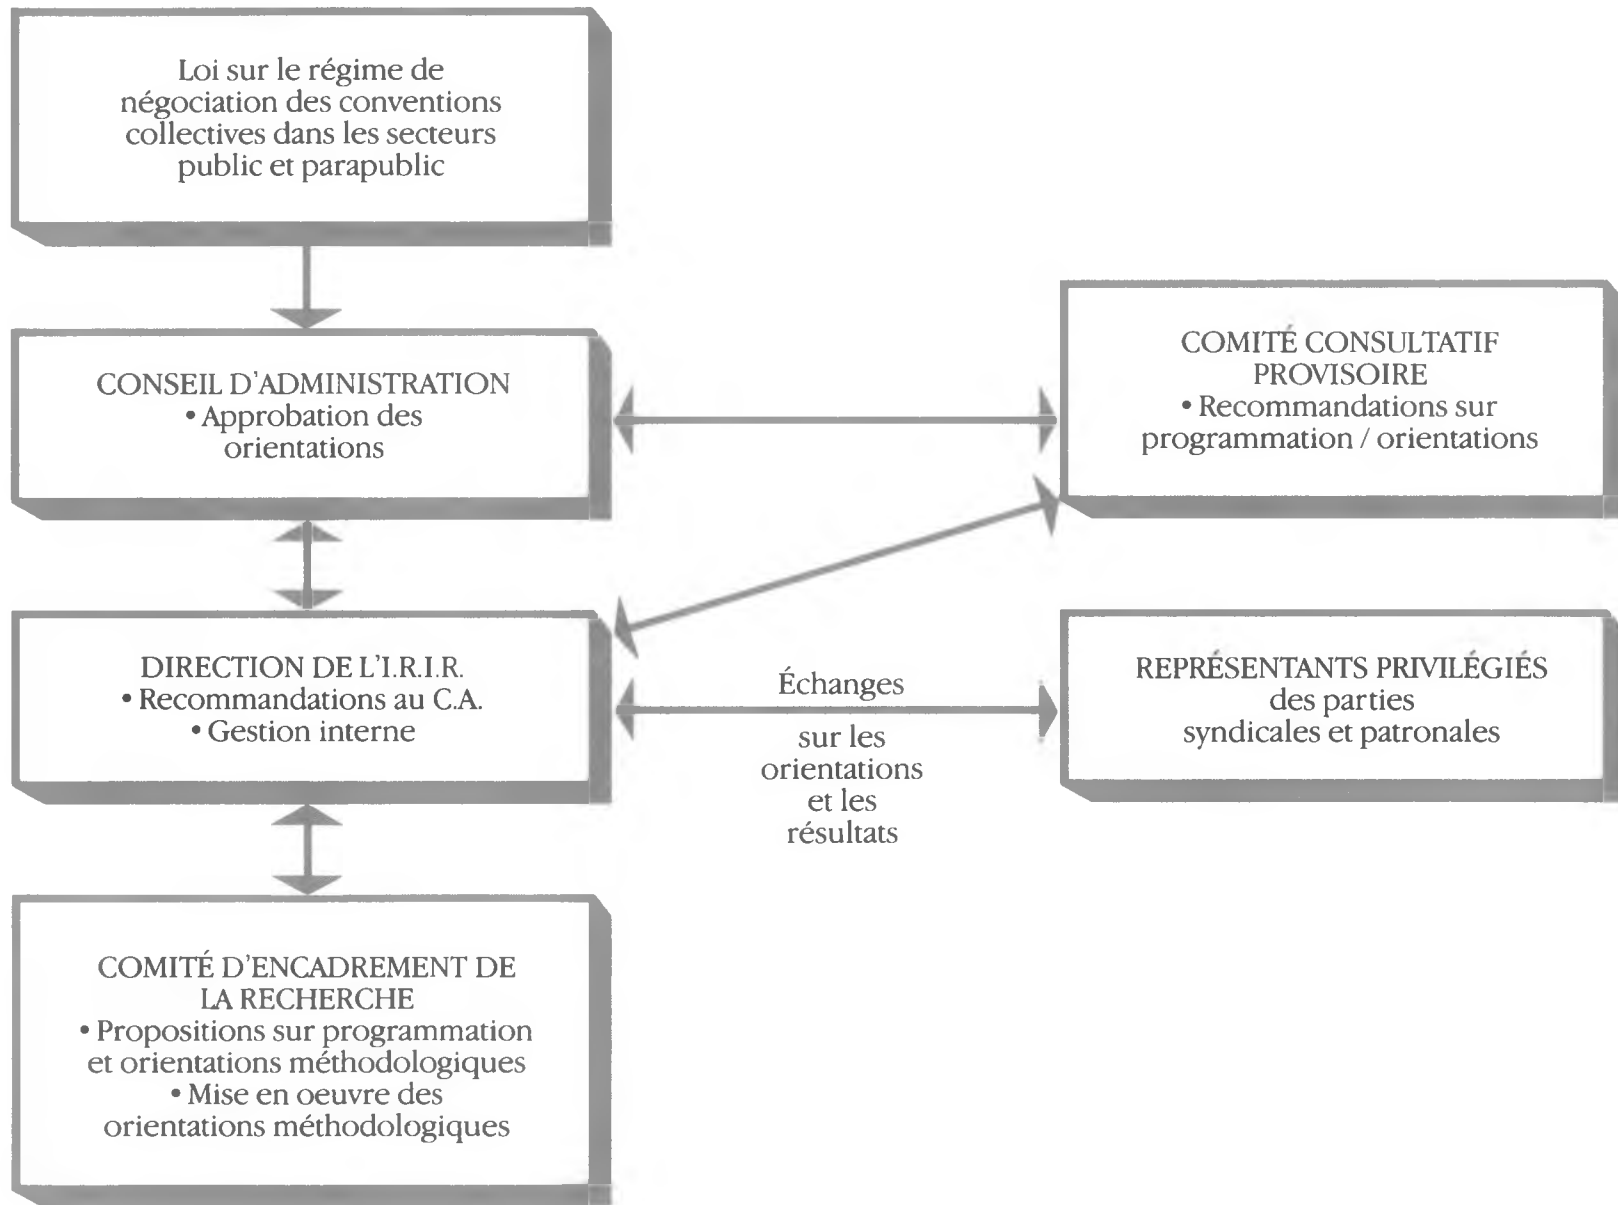 Loi sur le régime de
négociation des conventions
collectives dans les secteurs
public et parapublic
CONSEIL D'ADMINISTRATION
• Approbation des
orientations
COMITÉ CONSULTATIF
PROVISOIRE
• Recommandations sur
programmation / orientations
DIRECTION DE L'I.R.I.R.
• Recommandations au C.A.
• Gestion interne
Échanges
sur les
orientations
et les
résultats
REPRÉSENTANTS PRIVILÉGIÉS
des parties
syndicales et patronales
COMITÉ D'ENCADREMENT DE
LA RECHERCHE
• Propositions sur programmation
et orientations méthodologiques
• Mise en oeuvre des
orientations méthodologiques